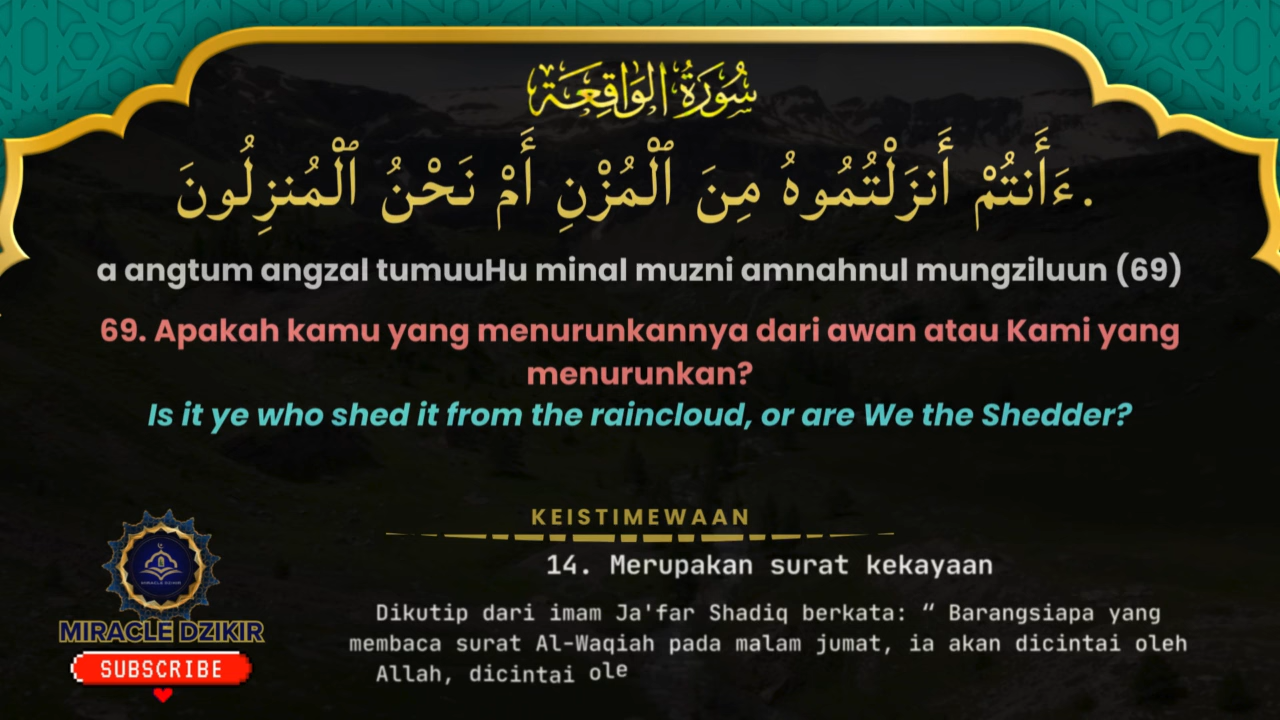 سُورَةُ الوَاقِعَة
ءَأَنتُمْ أَنزَلْتُمُوهُ مِنَ ٱلْمُزْنِ أَمْ نَحْنُ ٱلْمُنزِلُونَ.
a angtum angzal tumuuHu minal muzni amnahnul mungziluun (69)
69. Apakah kamu yang menurunkannya dari awan atau Kami yang
menurunkan?
Is it ye who shed it from the raincloud, or are We the Shedder?
KEISTIMEWAAN
14. Merupakan surat kekayaan
Dikutip dari imam Ja'far Shadiq berkata: “ Barangsiapa yang
membaca surat Al-Waqiah pada malam jumat, ia akan dicintai oleh
Allah, dicintai ole
MIRACLE DZIKIR
MIRACLE DZIKIR
SUBSCRIBE